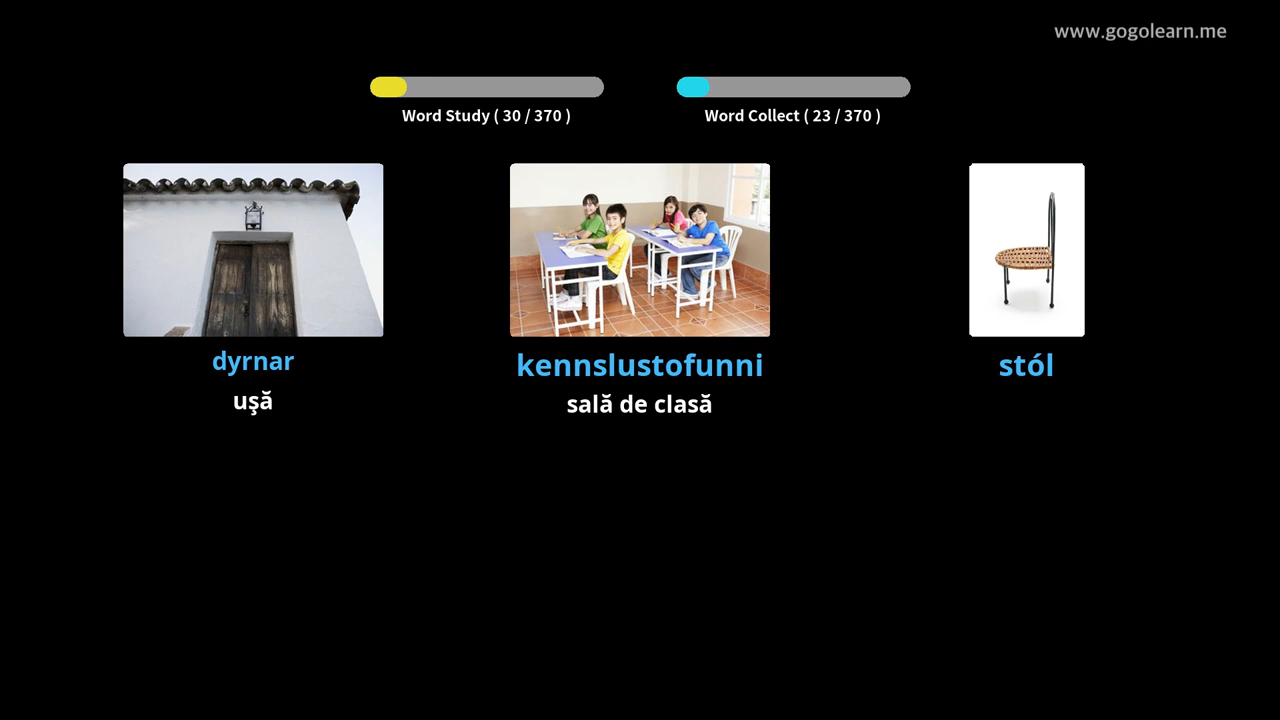 www.gogolearn.me
Word Study ( 30 / 370 )
Word Collect ( 23 / 370 )
dyrnar
uşă
kennslustofunni
sală de clasă
stól